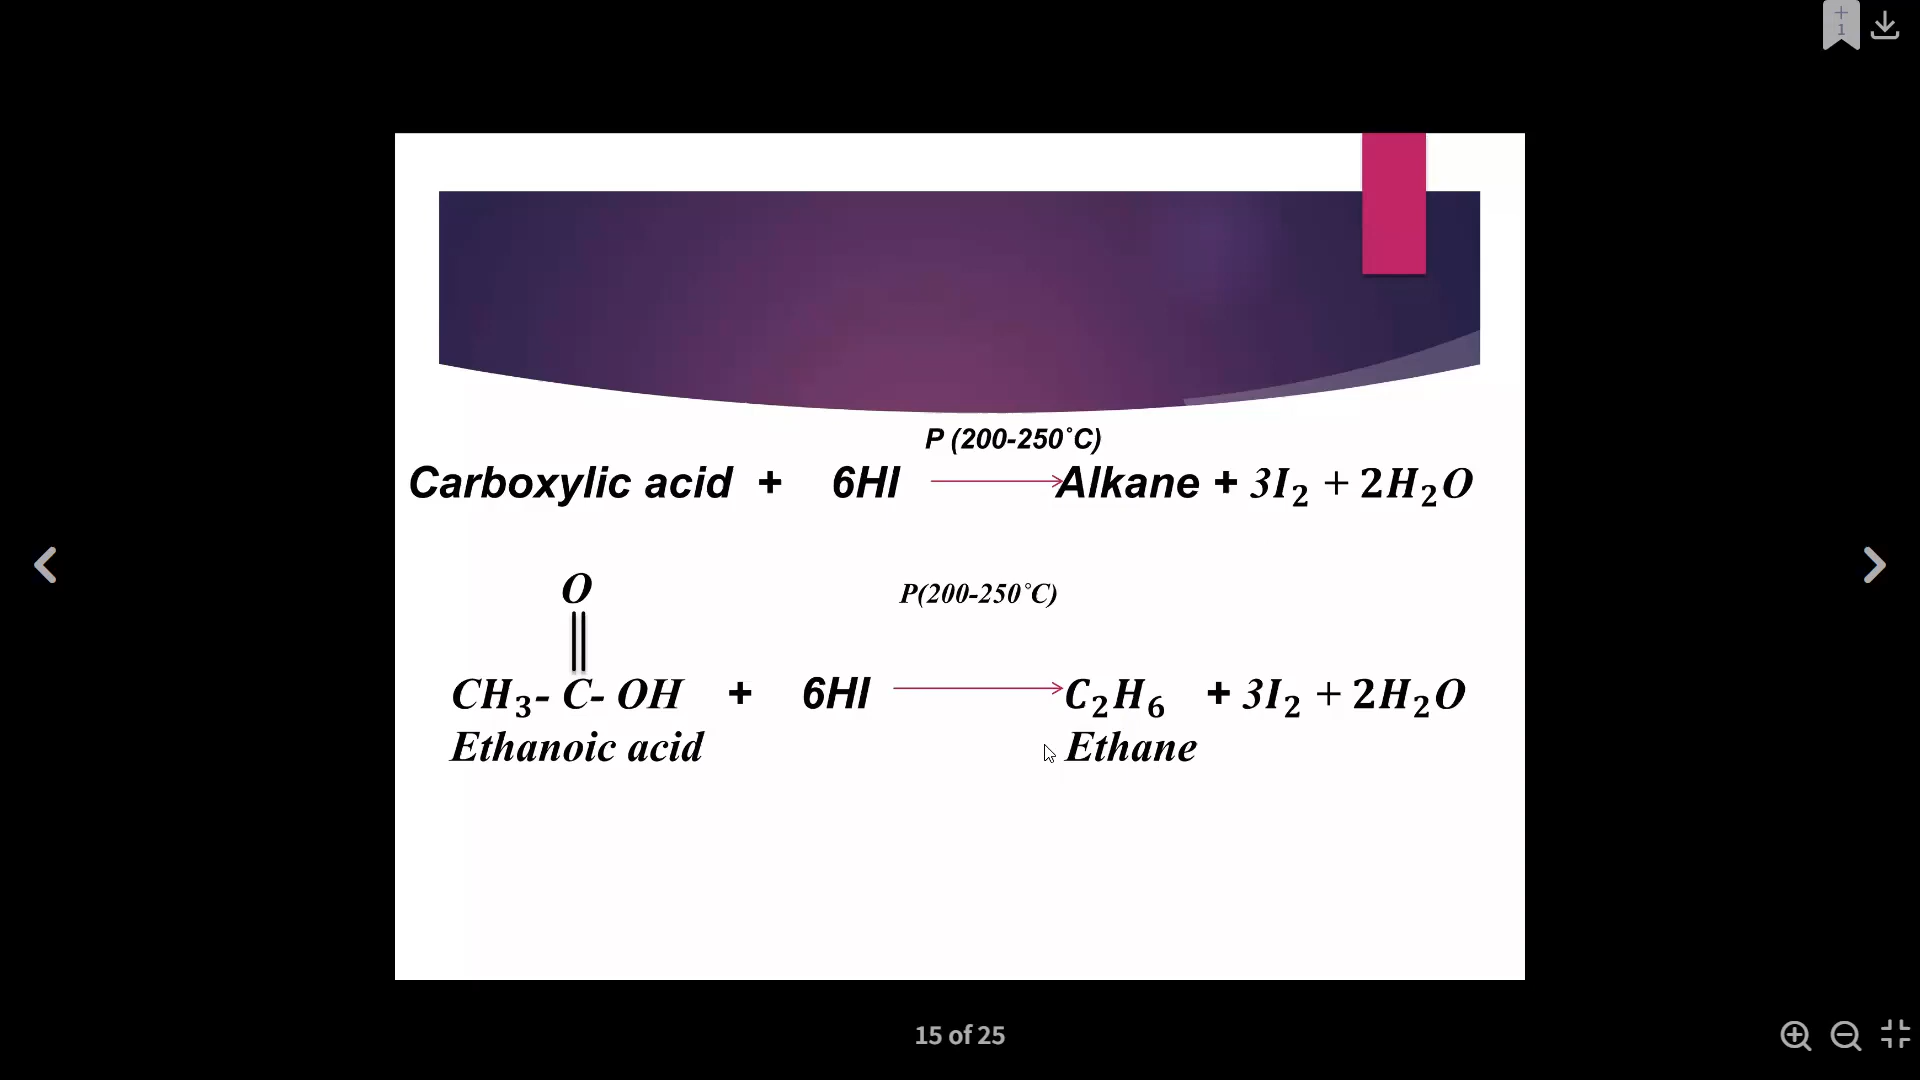 +
1
P (200-250°C)
Carboxylic acid + 6HI ⟶ Alkane + 3I₂ + 2H₂O
O
P(200-250°C)
||
CH₃- C- OH + 6HI ⟶ C₂H₆ + 3I₂ + 2H₂O
Ethanoic acid Ethane
15 of 25